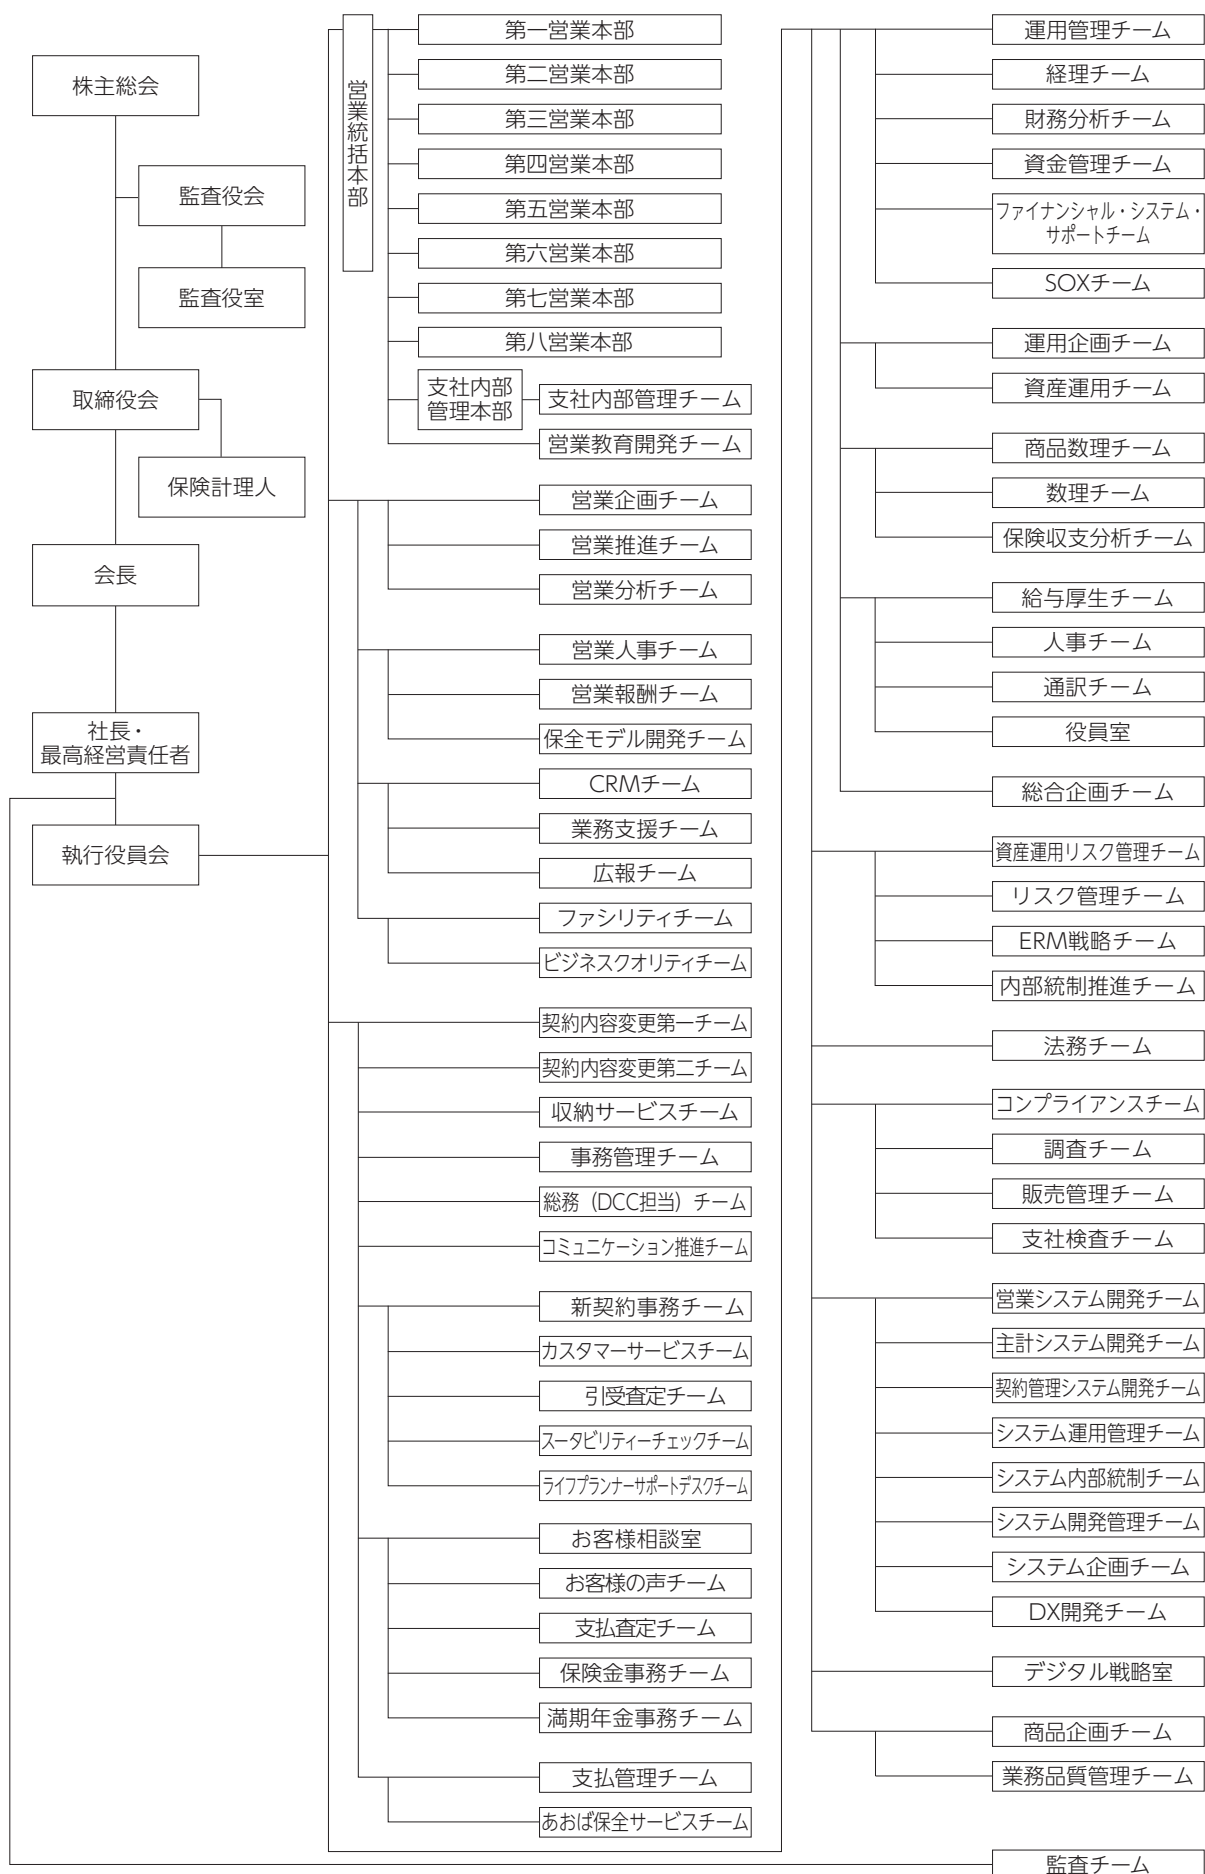 株主総会
監査役会
監査役室
取締役会
保険計理人
会長
社長・
最高経営責任者
執行役員会
営業統括本部
第一営業本部
第二営業本部
第三営業本部
第四営業本部
第五営業本部
第六営業本部
第七営業本部
第八営業本部
支社内部
管理本部
支社内部管理チーム
営業教育開発チーム
営業企画チーム
営業推進チーム
営業分析チーム
営業人事チーム
営業報酬チーム
保全モデル開発チーム
CRMチーム
業務支援チーム
広報チーム
ファシリティチーム
ビジネスクオリティチーム
契約内容変更第一チーム
契約内容変更第二チーム
収納サービスチーム
事務管理チーム
総務（DCC担当）チーム
コミュニケーション推進チーム
新契約事務チーム
カスタマーサービスチーム
引受査定チーム
スータビリティーチェックチーム
ライフプランナーサポートデスクチーム
お客様相談室
お客様の声チーム
支払査定チーム
保険金事務チーム
満期年金事務チーム
支払管理チーム
あおば保全サービスチーム
運用管理チーム
経理チーム
財務分析チーム
資金管理チーム
ファイナンシャル・システム・
サポートチーム
SOXチーム
運用企画チーム
資産運用チーム
商品数理チーム
数理チーム
保険収支分析チーム
給与厚生チーム
人事チーム
通訳チーム
役員室
総合企画チーム
資産運用リスク管理チーム
リスク管理チーム
ERM戦略チーム
内部統制推進チーム
法務チーム
コンプライアンスチーム
調査チーム
販売管理チーム
支社検査チーム
営業システム開発チーム
主計システム開発チーム
契約管理システム開発チーム
システム運用管理チーム
システム内部統制チーム
システム開発管理チーム
システム企画チーム
DX開発チーム
デジタル戦略室
商品企画チーム
業務品質管理チーム
監査チーム